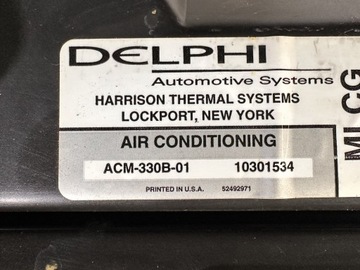 DELPHI
Automotive Systems
HARRISON THERMAL SYSTEMS
LOCKPORT, NEW YORK
AIR CONDITIONING
ACM-330B-01 10301534
PRINTED IN U.S.A. 52492971